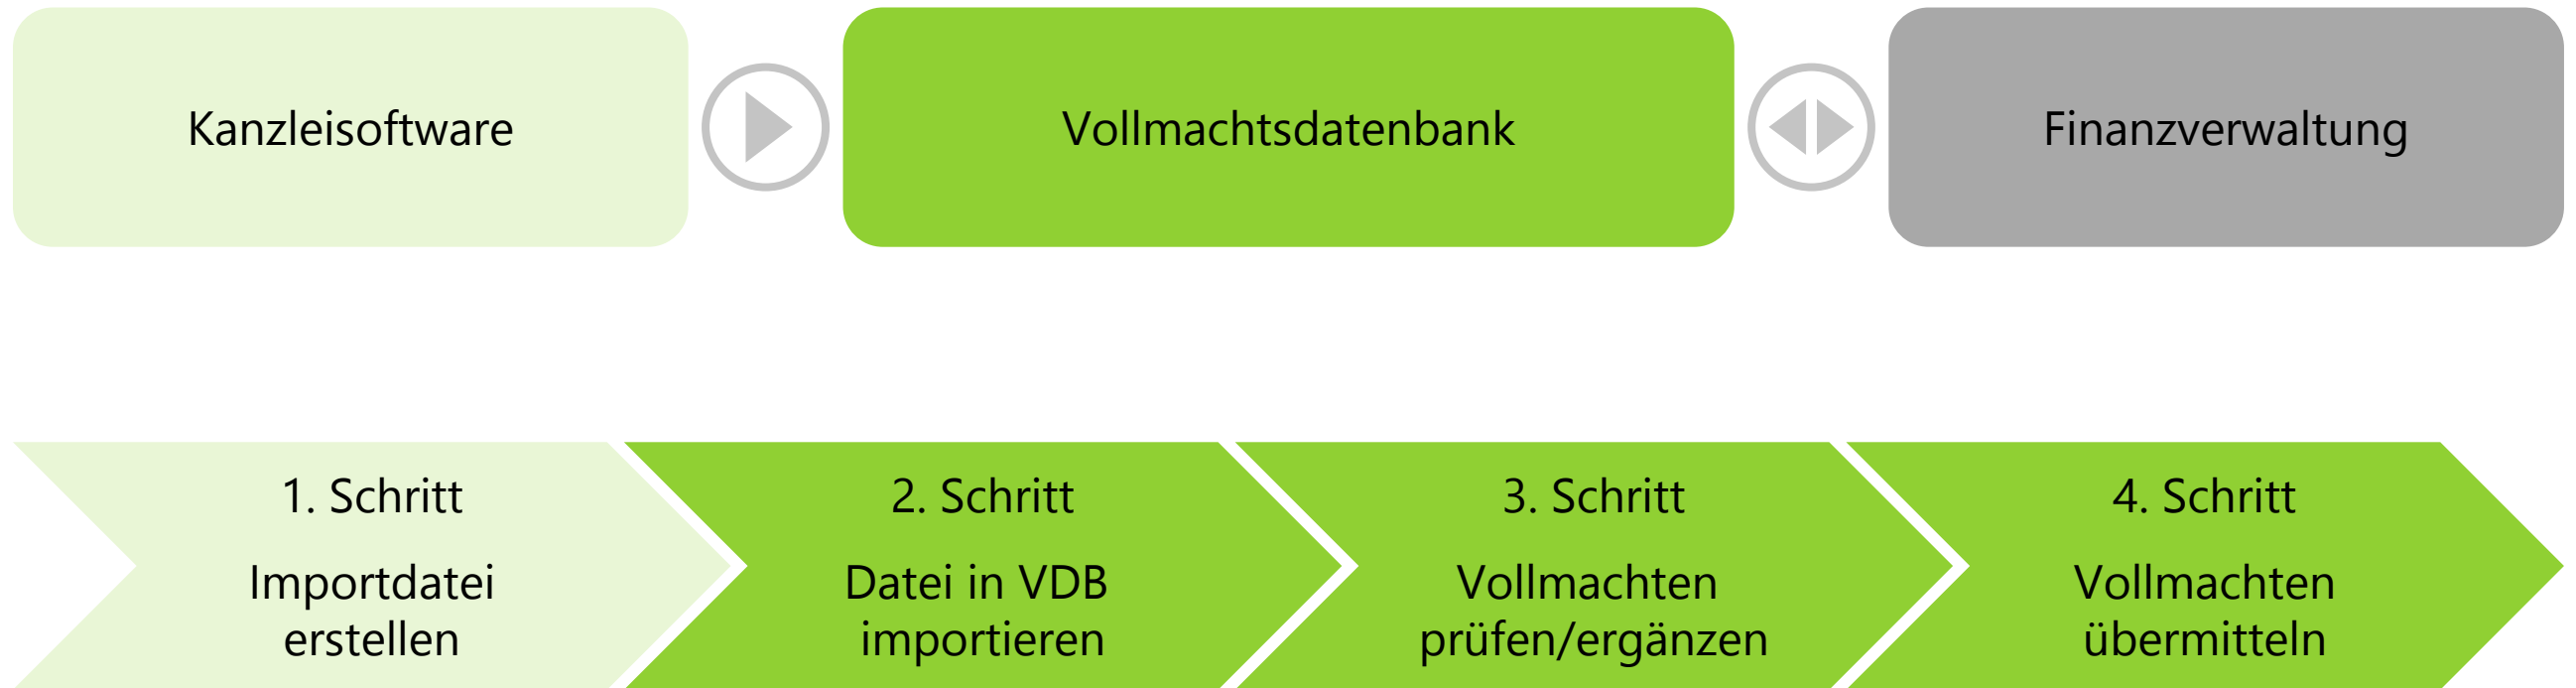 Kanzleisoftware
Vollmachtsdatenbank
Finanzverwaltung
1. Schritt
Importdatei
erstellen
2. Schritt
Datei in VDB
importieren
3. Schritt
Vollmachten
prüfen/ergänzen
4. Schritt
Vollmachten
übermitteln